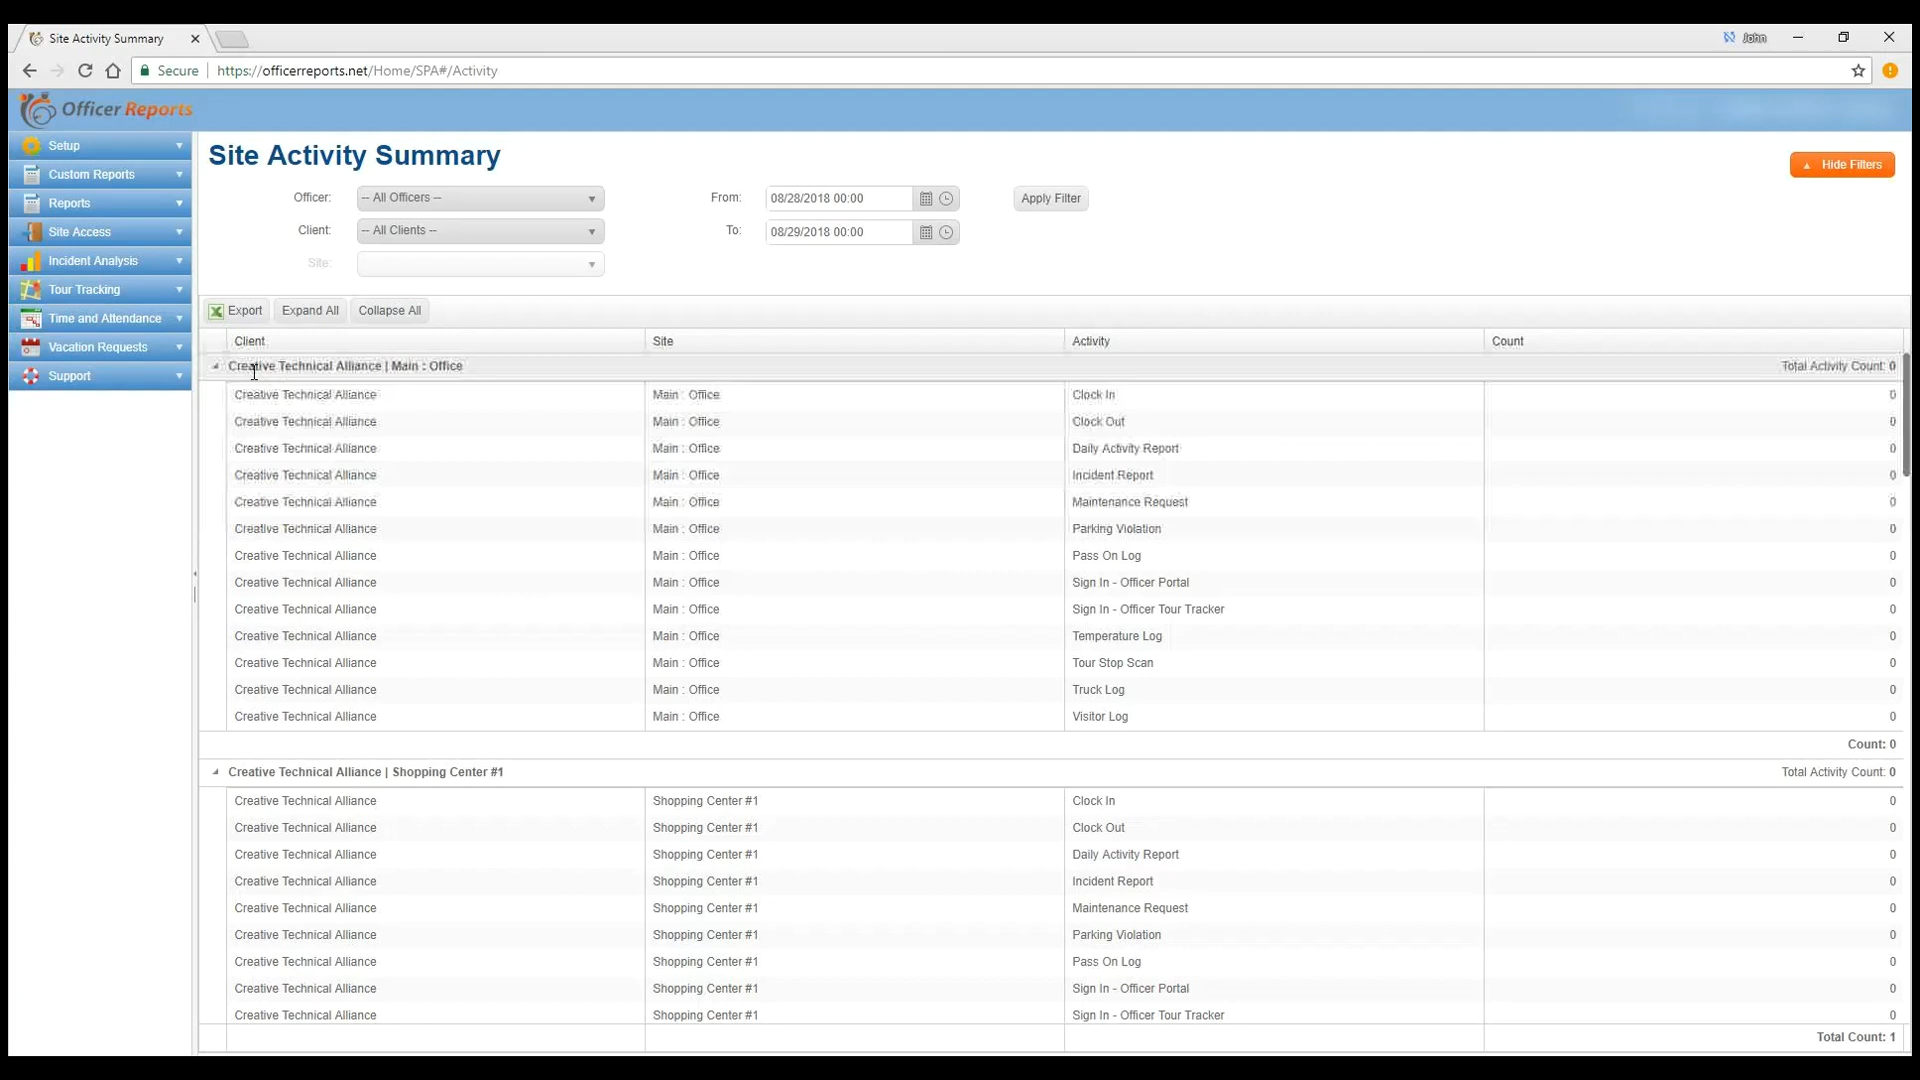 Site Activity Summary
John
Secure https://officerreports.net/Home/SPA#/Activity
Officer Reports
Setup
Custom Reports
Reports
Site Access
Incident Analysis
Tour Tracking
Time and Attendance
Vacation Requests
Support
Site Activity Summary
Hide Filters
Officer: -- All Officers -- From: 08/28/2018 00:00 Apply Filter
Client: -- All Clients -- To: 08/29/2018 00:00
Site:
Export Expand All Collapse All
Client Site Activity Count
Creative Technical Alliance | Main : Office Total Activity Count: 0
Creative Technical Alliance Main : Office Clock In 0
Creative Technical Alliance Main : Office Clock Out 0
Creative Technical Alliance Main : Office Daily Activity Report 0
Creative Technical Alliance Main : Office Incident Report 0
Creative Technical Alliance Main : Office Maintenance Request 0
Creative Technical Alliance Main : Office Parking Violation 0
Creative Technical Alliance Main : Office Pass On Log 0
Creative Technical Alliance Main : Office Sign In - Officer Portal 0
Creative Technical Alliance Main : Office Sign In - Officer Tour Tracker 0
Creative Technical Alliance Main : Office Temperature Log 0
Creative Technical Alliance Main : Office Tour Stop Scan 0
Creative Technical Alliance Main : Office Truck Log 0
Creative Technical Alliance Main : Office Visitor Log 0
Count: 0
Creative Technical Alliance | Shopping Center #1 Total Activity Count: 0
Creative Technical Alliance Shopping Center #1 Clock In 0
Creative Technical Alliance Shopping Center #1 Clock Out 0
Creative Technical Alliance Shopping Center #1 Daily Activity Report 0
Creative Technical Alliance Shopping Center #1 Incident Report 0
Creative Technical Alliance Shopping Center #1 Maintenance Request 0
Creative Technical Alliance Shopping Center #1 Parking Violation 0
Creative Technical Alliance Shopping Center #1 Pass On Log 0
Creative Technical Alliance Shopping Center #1 Sign In - Officer Portal 0
Creative Technical Alliance Shopping Center #1 Sign In - Officer Tour Tracker 0
Total Count: 1